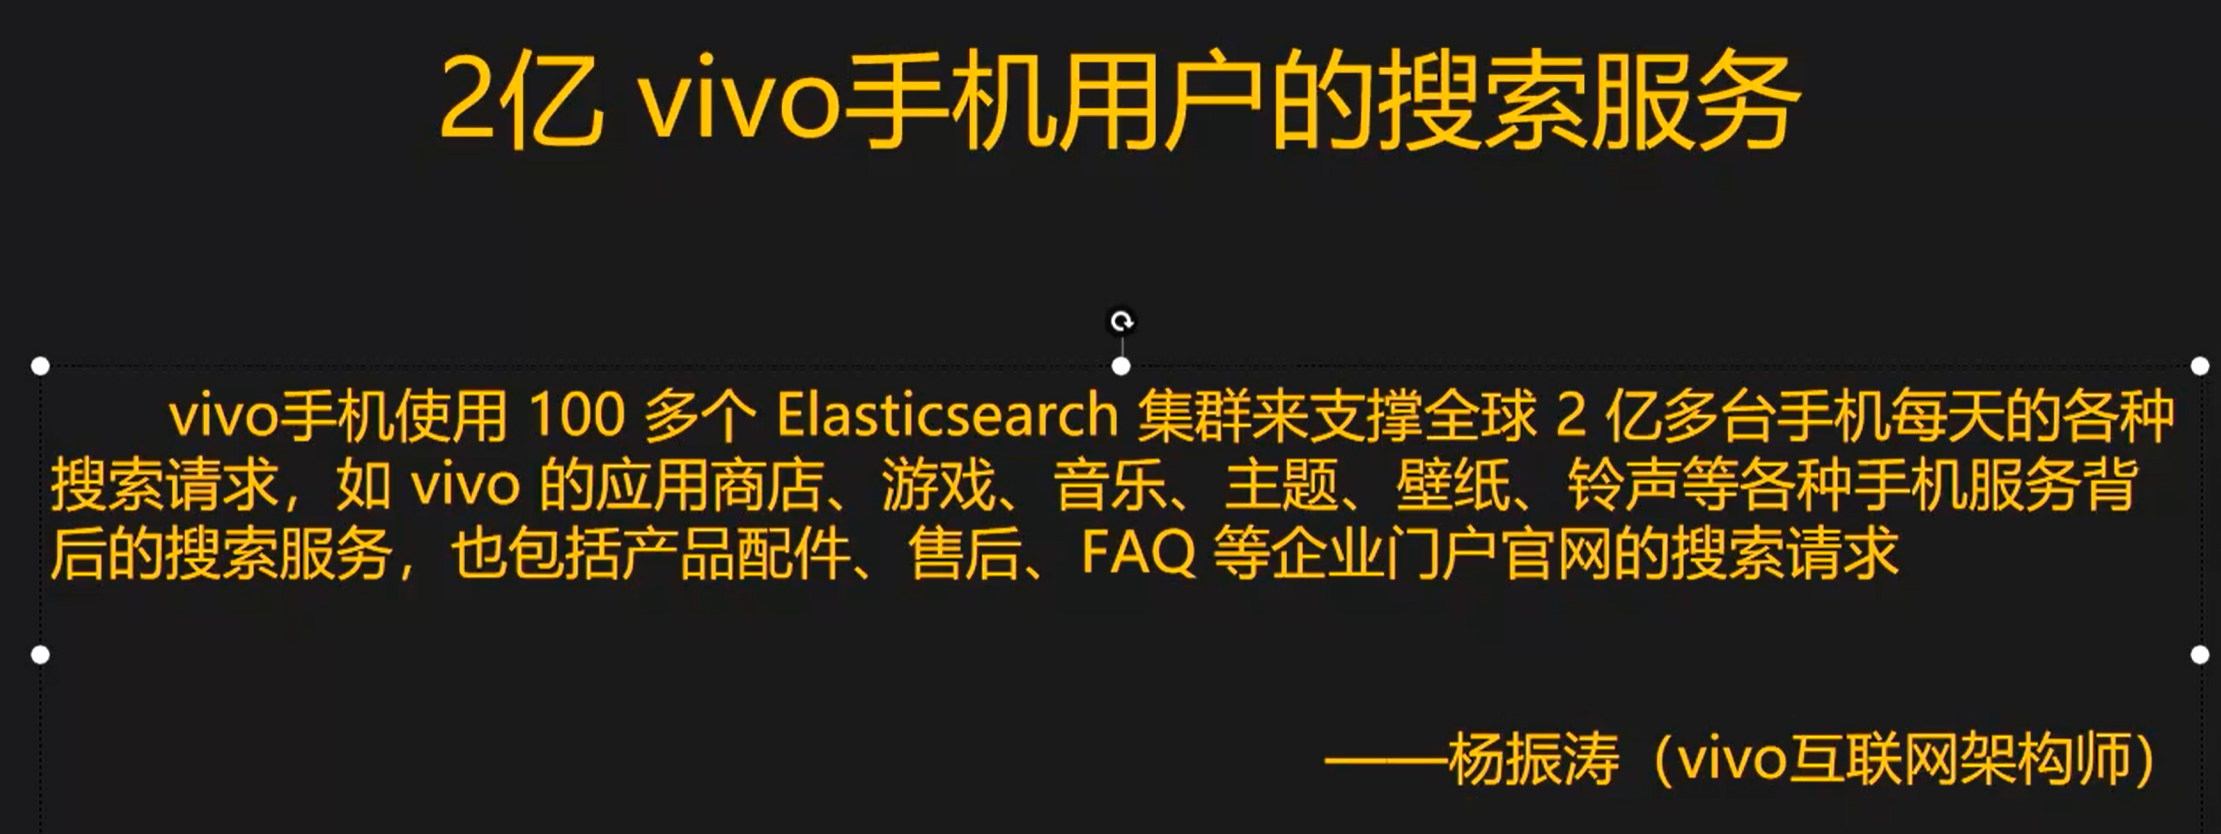 2亿 vivo手机用户的搜索服务
vivo手机使用 100 多个 Elasticsearch 集群来支撑全球 2 亿多台手机每天的各种
搜索请求，如 vivo 的应用商店、游戏、音乐、主题、壁纸、铃声等各种手机服务背
后的搜索服务，也包括产品配件、售后、FAQ 等企业门户官网的搜索请求
——杨振涛（vivo互联网架构师）